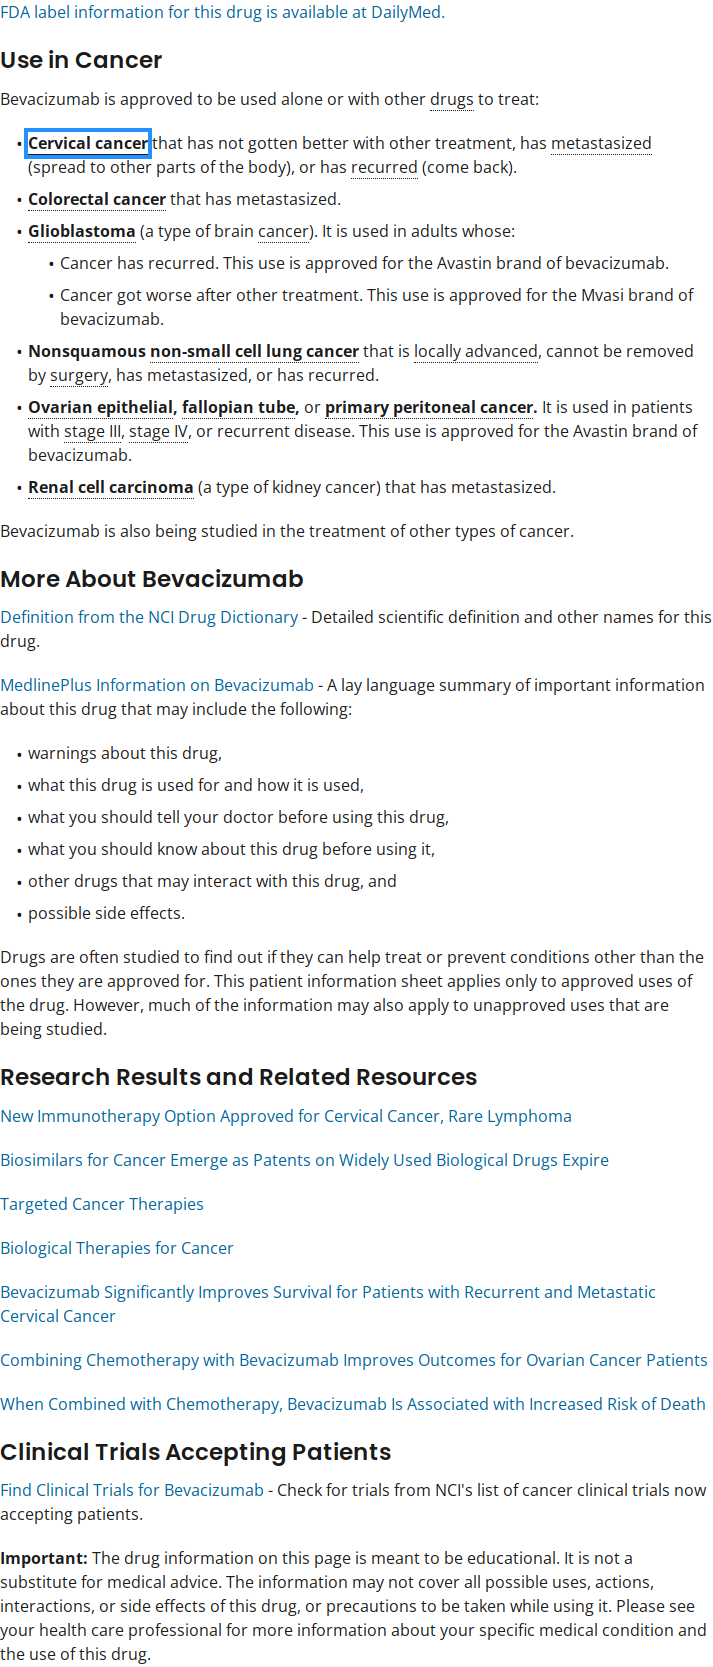 FDA label information for this drug is available at DailyMed.
Use in Cancer
Bevacizumab is approved to be used alone or with other drugs to treat:
• Cervical cancer that has not gotten better with other treatment, has metastasized
(spread to other parts of the body), or has recurred (come back).
• Colorectal cancer that has metastasized.
• Glioblastoma (a type of brain cancer). It is used in adults whose:
• Cancer has recurred. This use is approved for the Avastin brand of bevacizumab.
• Cancer got worse after other treatment. This use is approved for the Mvasi brand of
bevacizumab.
• Nonsquamous non-small cell lung cancer that is locally advanced, cannot be removed
by surgery, has metastasized, or has recurred.
• Ovarian epithelial, fallopian tube, or primary peritoneal cancer. It is used in patients
with stage III, stage IV, or recurrent disease. This use is approved for the Avastin brand of
bevacizumab.
• Renal cell carcinoma (a type of kidney cancer) that has metastasized.
Bevacizumab is also being studied in the treatment of other types of cancer.
More About Bevacizumab
Definition from the NCI Drug Dictionary - Detailed scientific definition and other names for this
drug.
MedlinePlus Information on Bevacizumab - A lay language summary of important information
about this drug that may include the following:
• warnings about this drug,
• what this drug is used for and how it is used,
• what you should tell your doctor before using this drug,
• what you should know about this drug before using it,
• other drugs that may interact with this drug, and
• possible side effects.
Drugs are often studied to find out if they can help treat or prevent conditions other than the
ones they are approved for. This patient information sheet applies only to approved uses of
the drug. However, much of the information may also apply to unapproved uses that are
being studied.
Research Results and Related Resources
New Immunotherapy Option Approved for Cervical Cancer, Rare Lymphoma
Biosimilars for Cancer Emerge as Patents on Widely Used Biological Drugs Expire
Targeted Cancer Therapies
Biological Therapies for Cancer
Bevacizumab Significantly Improves Survival for Patients with Recurrent and Metastatic
Cervical Cancer
Combining Chemotherapy with Bevacizumab Improves Outcomes for Ovarian Cancer Patients
When Combined with Chemotherapy, Bevacizumab Is Associated with Increased Risk of Death
Clinical Trials Accepting Patients
Find Clinical Trials for Bevacizumab - Check for trials from NCI's list of cancer clinical trials now
accepting patients.
Important: The drug information on this page is meant to be educational. It is not a
substitute for medical advice. The information may not cover all possible uses, actions,
interactions, or side effects of this drug, or precautions to be taken while using it. Please see
your health care professional for more information about your specific medical condition and
the use of this drug.